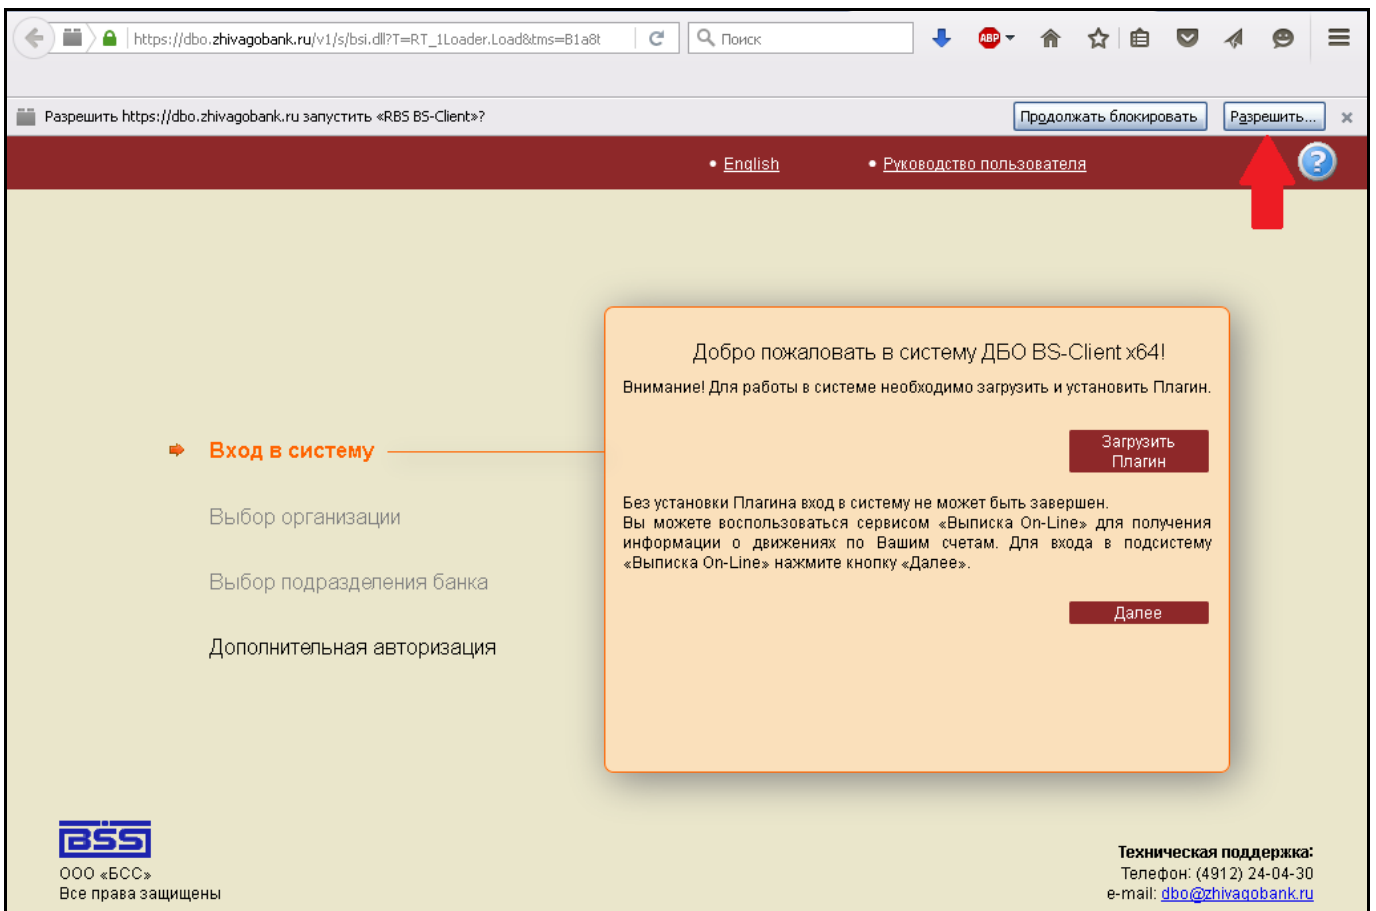 https://dbo.zhivagobank.ru/v1/s/bsi.dll?T=RT_1Loader.Load&tms=B1a8t
Поиск
ABP
Разрешить https://dbo.zhivagobank.ru запустить «RBS BS-Client»?
Продолжать блокировать
Разрешить...
• English
• Руководство пользователя
?
Добро пожаловать в систему ДБО BS-Client x64!
Внимание! Для работы в системе необходимо загрузить и установить Плагин.
Загрузить
Плагин
Вход в систему
Выбор организации
Выбор подразделения банка
Дополнительная авторизация
Без установки Плагина вход в систему не может быть завершен.
Вы можете воспользоваться сервисом «Выписка On-Line» для получения
информации о движениях по Вашим счетам. Для входа в подсистему
«Выписка On-Line» нажмите кнопку «Далее».
Далее
BSS
ООО «БСС»
Все права защищены
Техническая поддержка:
Телефон: (4912) 24-04-30
e-mail: dbo@zhivagobank.ru